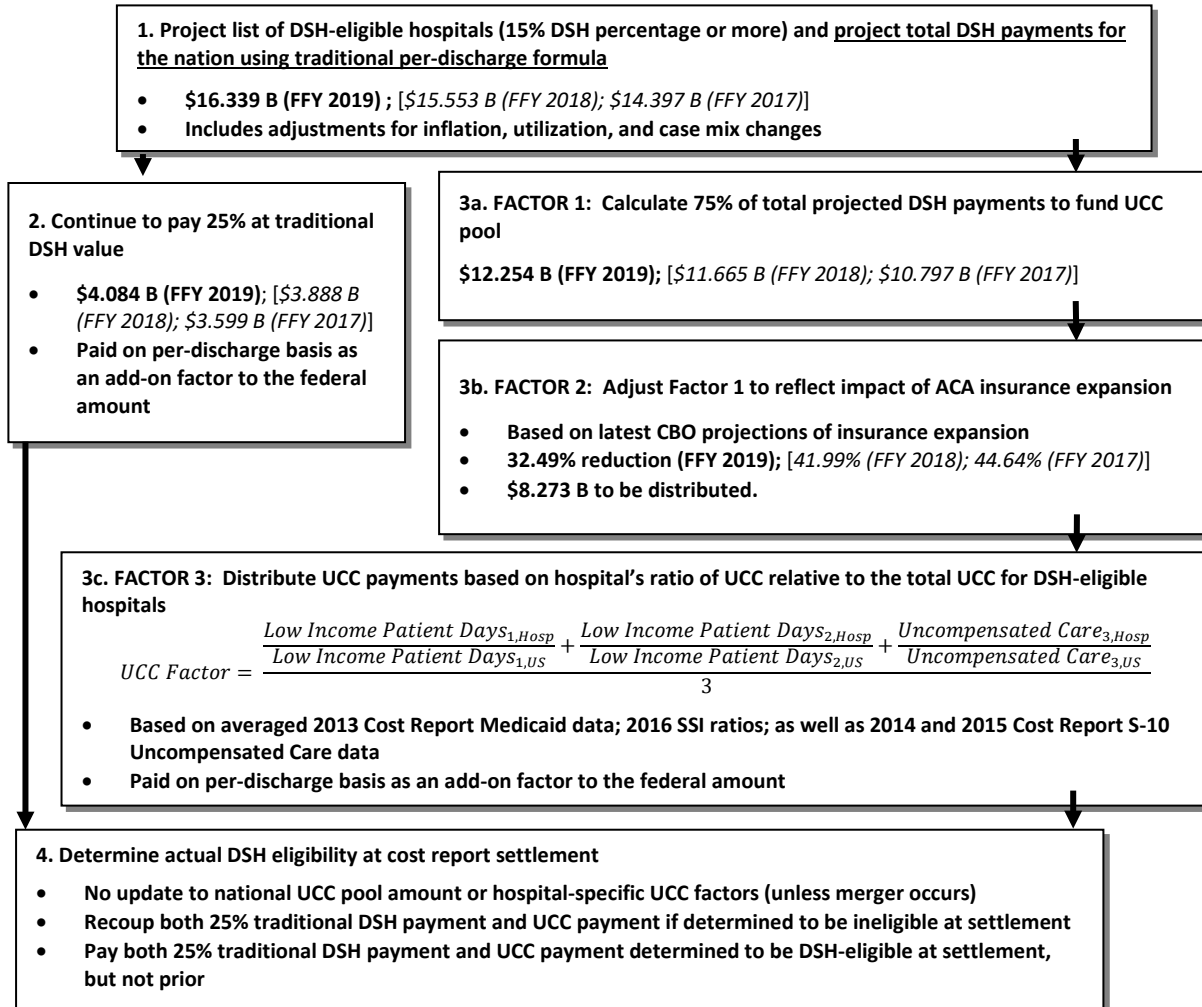 1. Project list of DSH-eligible hospitals (15% DSH percentage or more) and project total DSH payments for
the nation using traditional per-discharge formula
• $16.339 B (FFY 2019) ; [$15.553 B (FFY 2018); $14.397 B (FFY 2017)]
• Includes adjustments for inflation, utilization, and case mix changes
2. Continue to pay 25% at traditional
DSH value
• $4.084 B (FFY 2019); [$3.888 B
(FFY 2018); $3.599 B (FFY 2017)]
• Paid on per-discharge basis as
an add-on factor to the federal
amount
3a. FACTOR 1: Calculate 75% of total projected DSH payments to fund UCC
pool
$12.254 B (FFY 2019); [$11.665 B (FFY 2018); $10.797 B (FFY 2017)]
3b. FACTOR 2: Adjust Factor 1 to reflect impact of ACA insurance expansion
• Based on latest CBO projections of insurance expansion
• 32.49% reduction (FFY 2019); [41.99% (FFY 2018); 44.64% (FFY 2017)]
• $8.273 B to be distributed.
3c. FACTOR 3: Distribute UCC payments based on hospital’s ratio of UCC relative to the total UCC for DSH-eligible
hospitals
Low Income Patient Days1,Hosp + Low Income Patient Days2,Hosp + Uncompensated Care3,Hosp
Low Income Patient Days1,US Low Income Patient Days2,US Uncompensated Care3,US
UCC Factor =
3
• Based on averaged 2013 Cost Report Medicaid data; 2016 SSI ratios; as well as 2014 and 2015 Cost Report S-10
Uncompensated Care data
• Paid on per-discharge basis as an add-on factor to the federal amount
4. Determine actual DSH eligibility at cost report settlement
• No update to national UCC pool amount or hospital-specific UCC factors (unless merger occurs)
• Recoup both 25% traditional DSH payment and UCC payment if determined to be ineligible at settlement
• Pay both 25% traditional DSH payment and UCC payment determined to be DSH-eligible at settlement,
but not prior